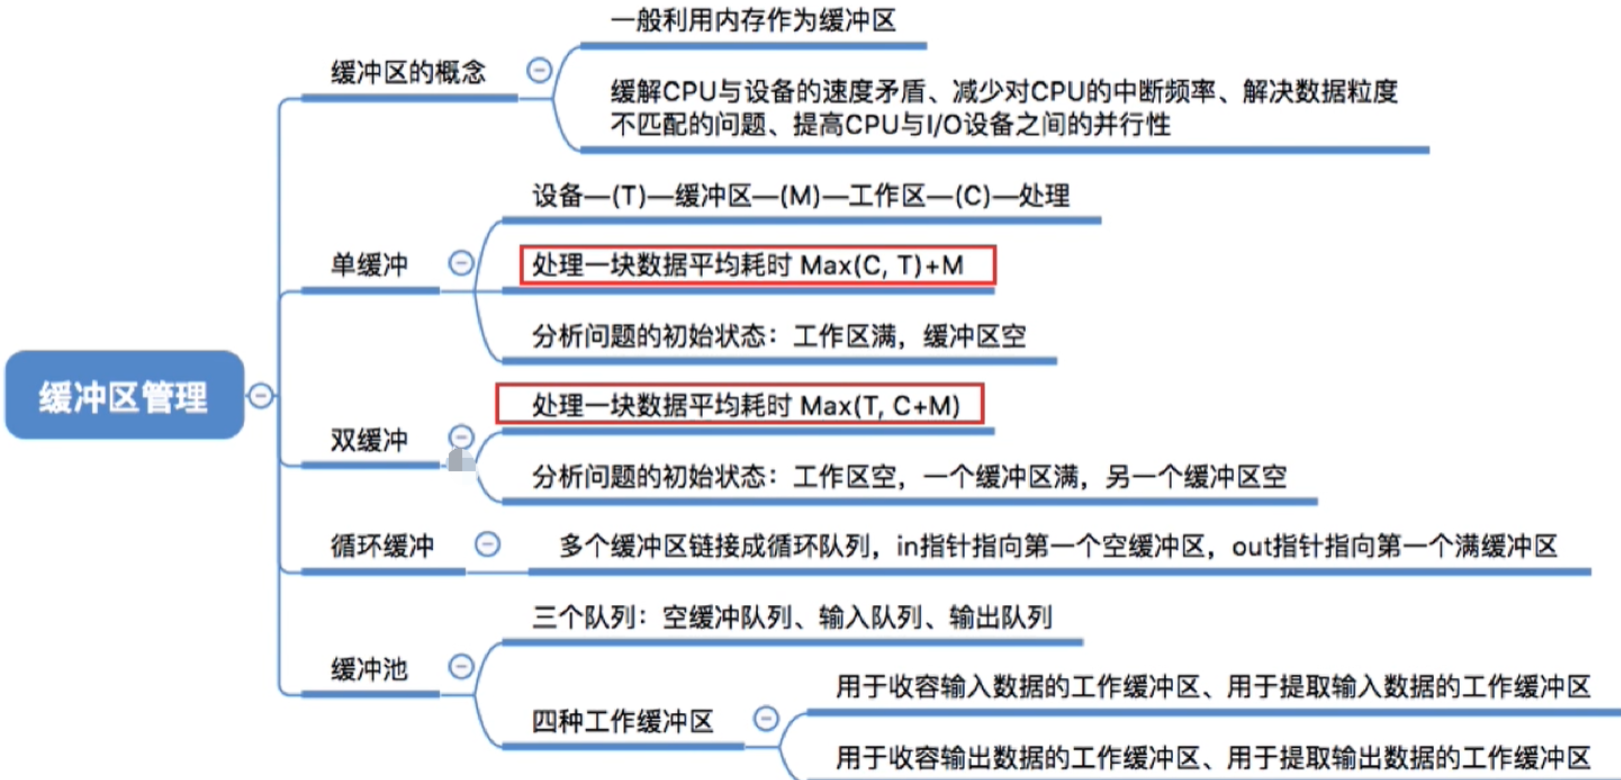 一般利用内存作为缓冲区
缓冲区的概念
缓解CPU与设备的速度矛盾、减少对CPU的中断频率、解决数据粒度
不匹配的问题、提高CPU与I/O设备之间的并行性
设备—(T)—缓冲区—(M)—工作区—(C)—处理
单缓冲
处理一块数据平均耗时 Max(C, T)+M
分析问题的初始状态：工作区满，缓冲区空
缓冲区管理
处理一块数据平均耗时 Max(T, C+M)
双缓冲
分析问题的初始状态：工作区空，一个缓冲区满，另一个缓冲区空
循环缓冲
多个缓冲区链接成循环队列，in指针指向第一个空缓冲区，out指针指向第一个满缓冲区
三个队列：空缓冲队列、输入队列、输出队列
缓冲池
用于收容输入数据的工作缓冲区、用于提取输入数据的工作缓冲区
四种工作缓冲区
用于收容输出数据的工作缓冲区、用于提取输出数据的工作缓冲区